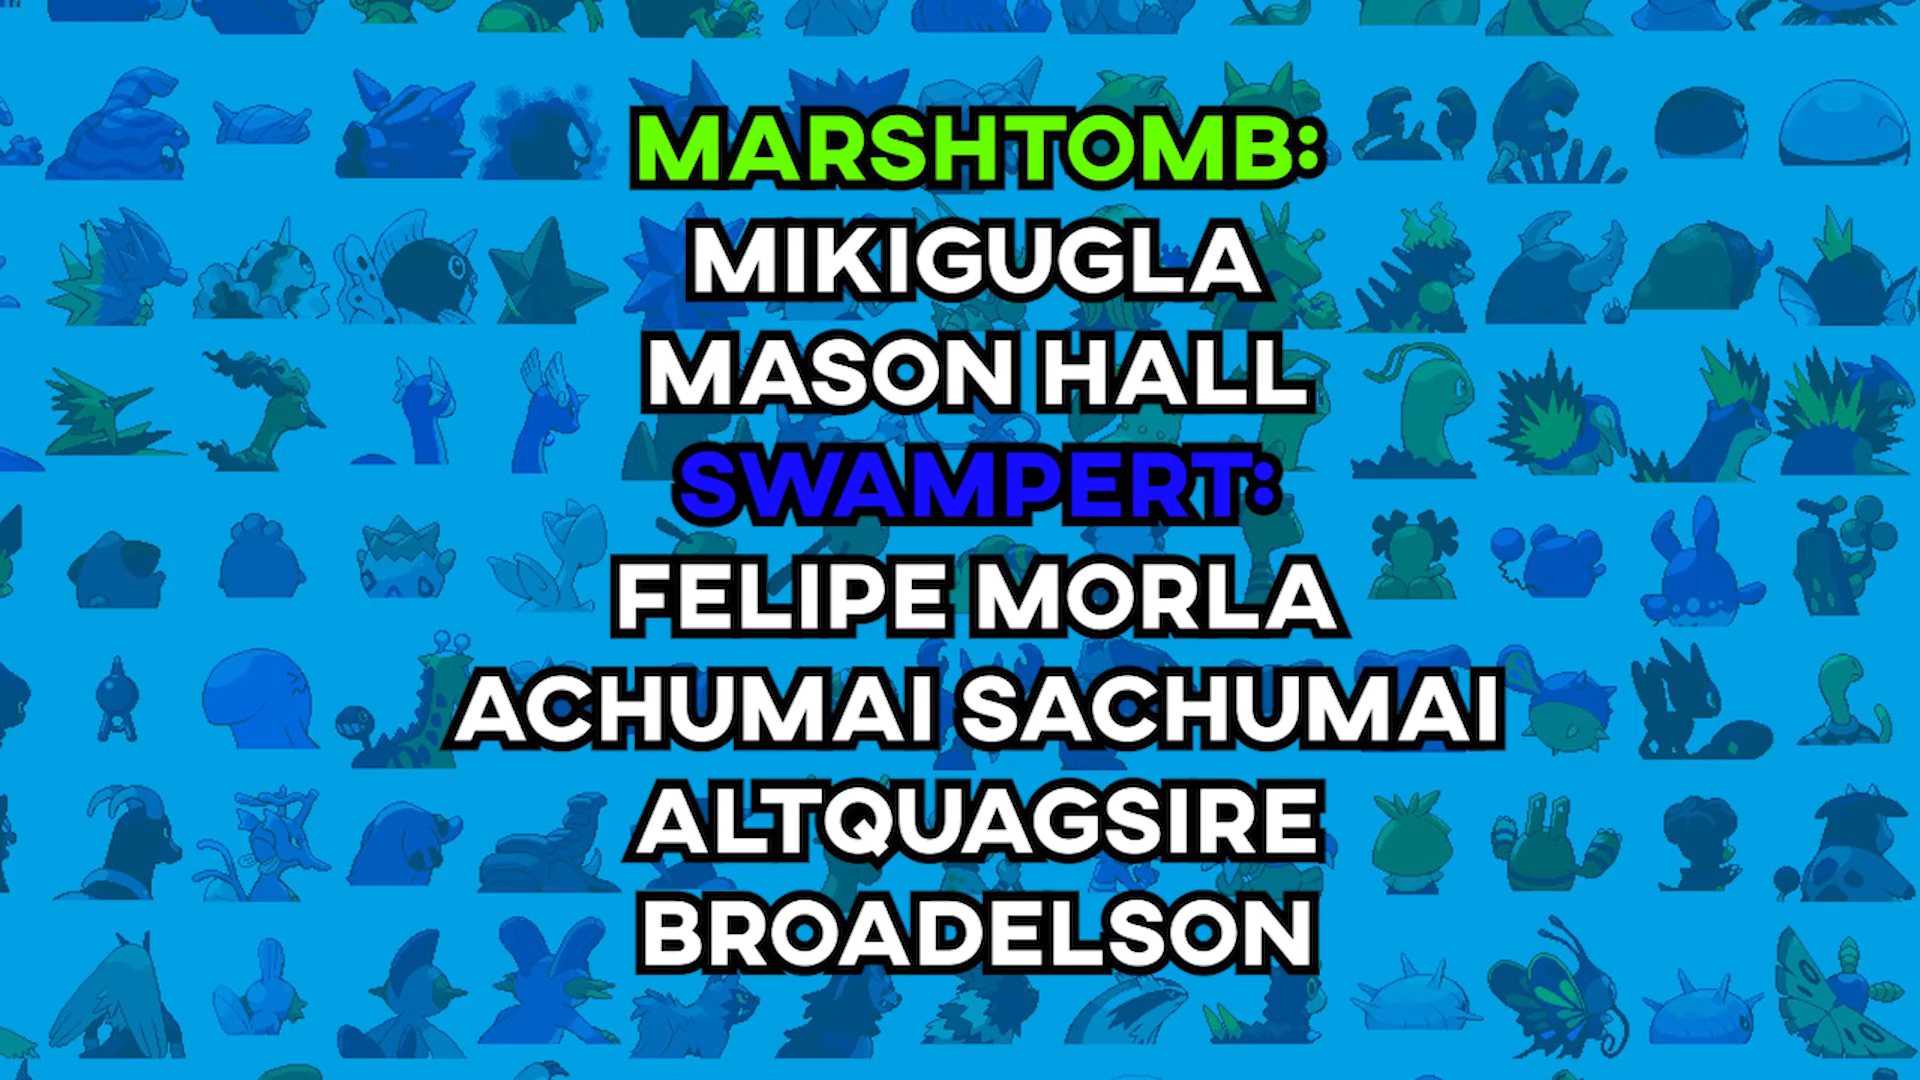 MARSHTOMB:
MIKIGUGLA
MASON HALL
SWAMPERT:
FELIPE MORLA
ACHUMAI SACHUMAI
ALTQUAGSIRE
BROADELSON